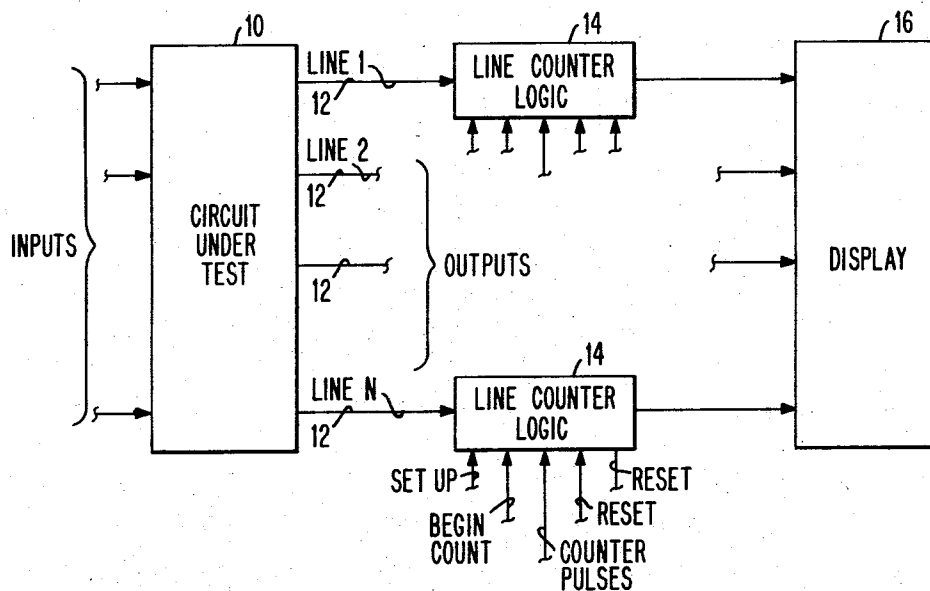 10
14
16
LINE 1
LINE COUNTER
LOGIC
12
LINE 2
12
CIRCUIT
UNDER
TEST
INPUTS
OUTPUTS
DISPLAY
12
14
LINE N
LINE COUNTER
LOGIC
12
SET UP
RESET
BEGIN
COUNT
RESET
COUNTER
PULSES